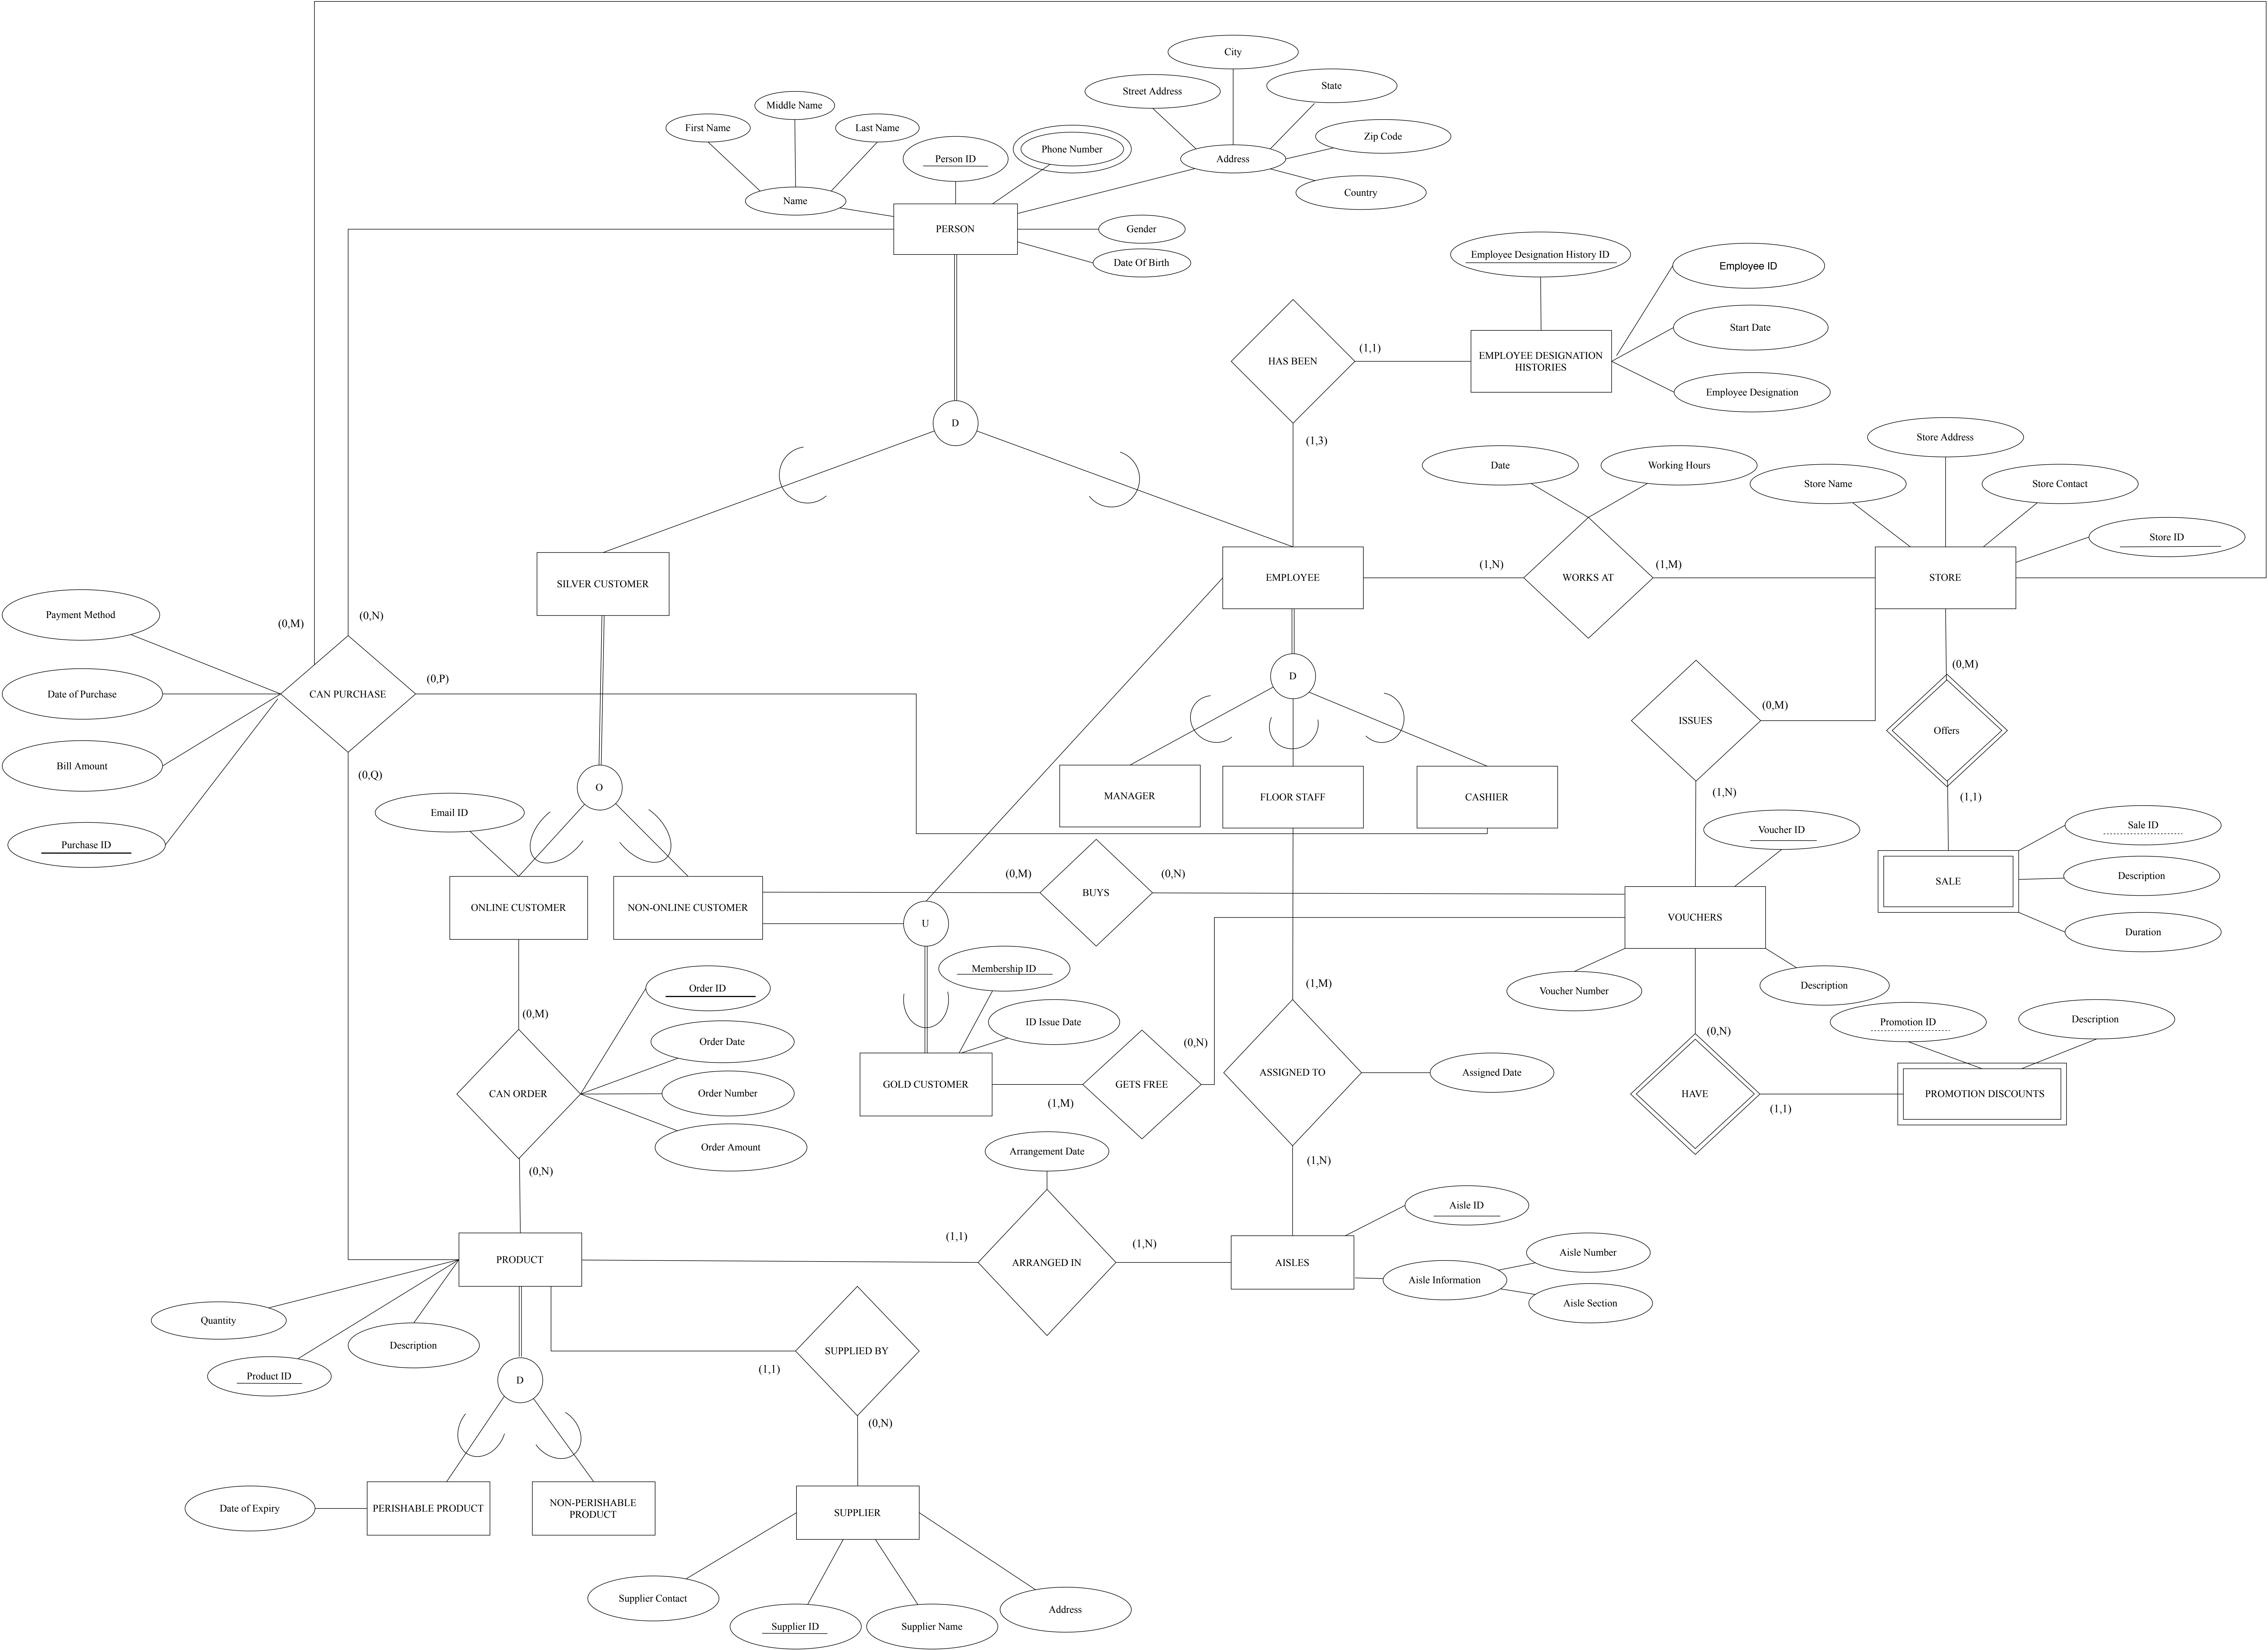 City
Street Address
State
Middle Name
First Name
Last Name
Zip Code
Phone Number
Person ID
Address
Country
Name
PERSON
Gender
Date Of Birth
Employee Designation History ID
Employee ID
Start Date
HAS BEEN
(1,1)
EMPLOYEE DESIGNATION
HISTORIES
Employee Designation
D
(1,3)
Store Address
Date
Working Hours
Store Name
Store Contact
Store ID
SILVER CUSTOMER
EMPLOYEE
(1,N)
WORKS AT
(1,M)
STORE
Payment Method
(0,M)
(0,N)
(0,P)
Date of Purchase
CAN PURCHASE
D
(0,M)
ISSUES
(0,M)
Offers
Bill Amount
(0,Q)
O
MANAGER
FLOOR STAFF
CASHIER
(1,N)
(1,1)
Email ID
Voucher ID
Sale ID
Purchase ID
(0,M)
BUYS
(0,N)
Description
SALE
ONLINE CUSTOMER
NON-ONLINE CUSTOMER
U
VOUCHERS
Duration
Membership ID
Order ID
(1,M)
Voucher Number
Description
(0,M)
ID Issue Date
Promotion ID
Description
Order Date
(0,N)
(0,N)
CAN ORDER
Order Number
GOLD CUSTOMER
GETS FREE
ASSIGNED TO
Assigned Date
HAVE
PROMOTION DISCOUNTS
(1,M)
(1,1)
Order Amount
Arrangement Date
(0,N)
(1,N)
Aisle ID
(1,1)
(1,N)
PRODUCT
ARRANGED IN
AISLES
Aisle Number
Aisle Information
Aisle Section
Quantity
Description
SUPPLIED BY
(1,1)
Product ID
D
(0,N)
Date of Expiry
PERISHABLE PRODUCT
NON-PERISHABLE
PRODUCT
SUPPLIER
Supplier Contact
Address
Supplier ID
Supplier Name